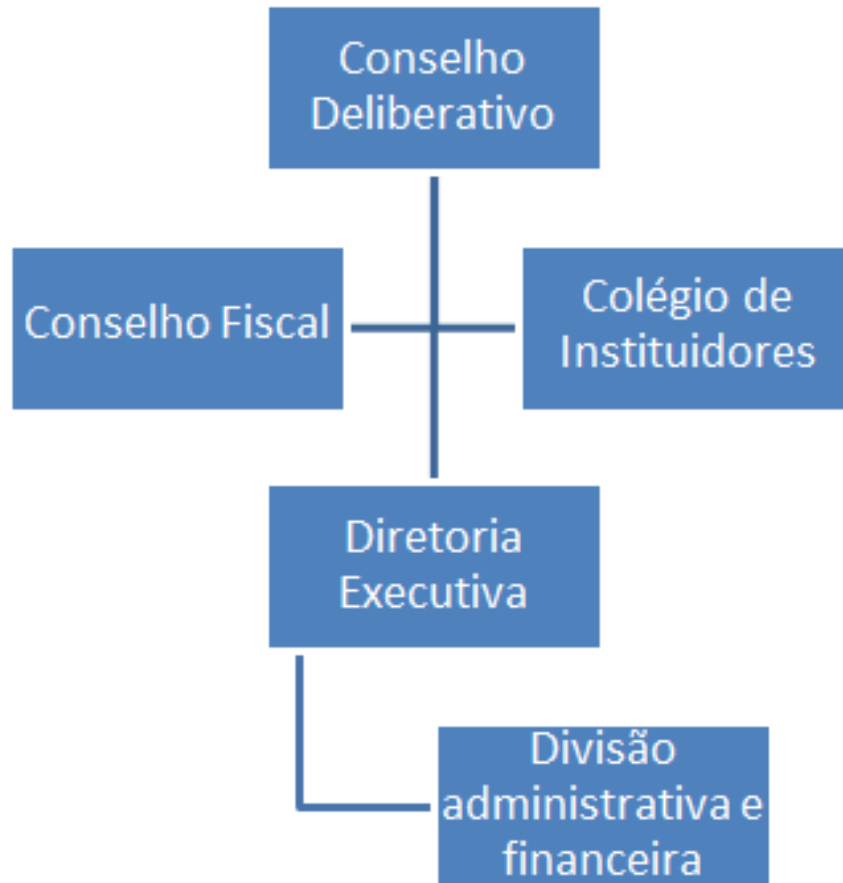 Conselho
Deliberativo
Conselho Fiscal
Colégio de
Instituidores
Diretoria
Executiva
Divisão
administrativa e
financeira